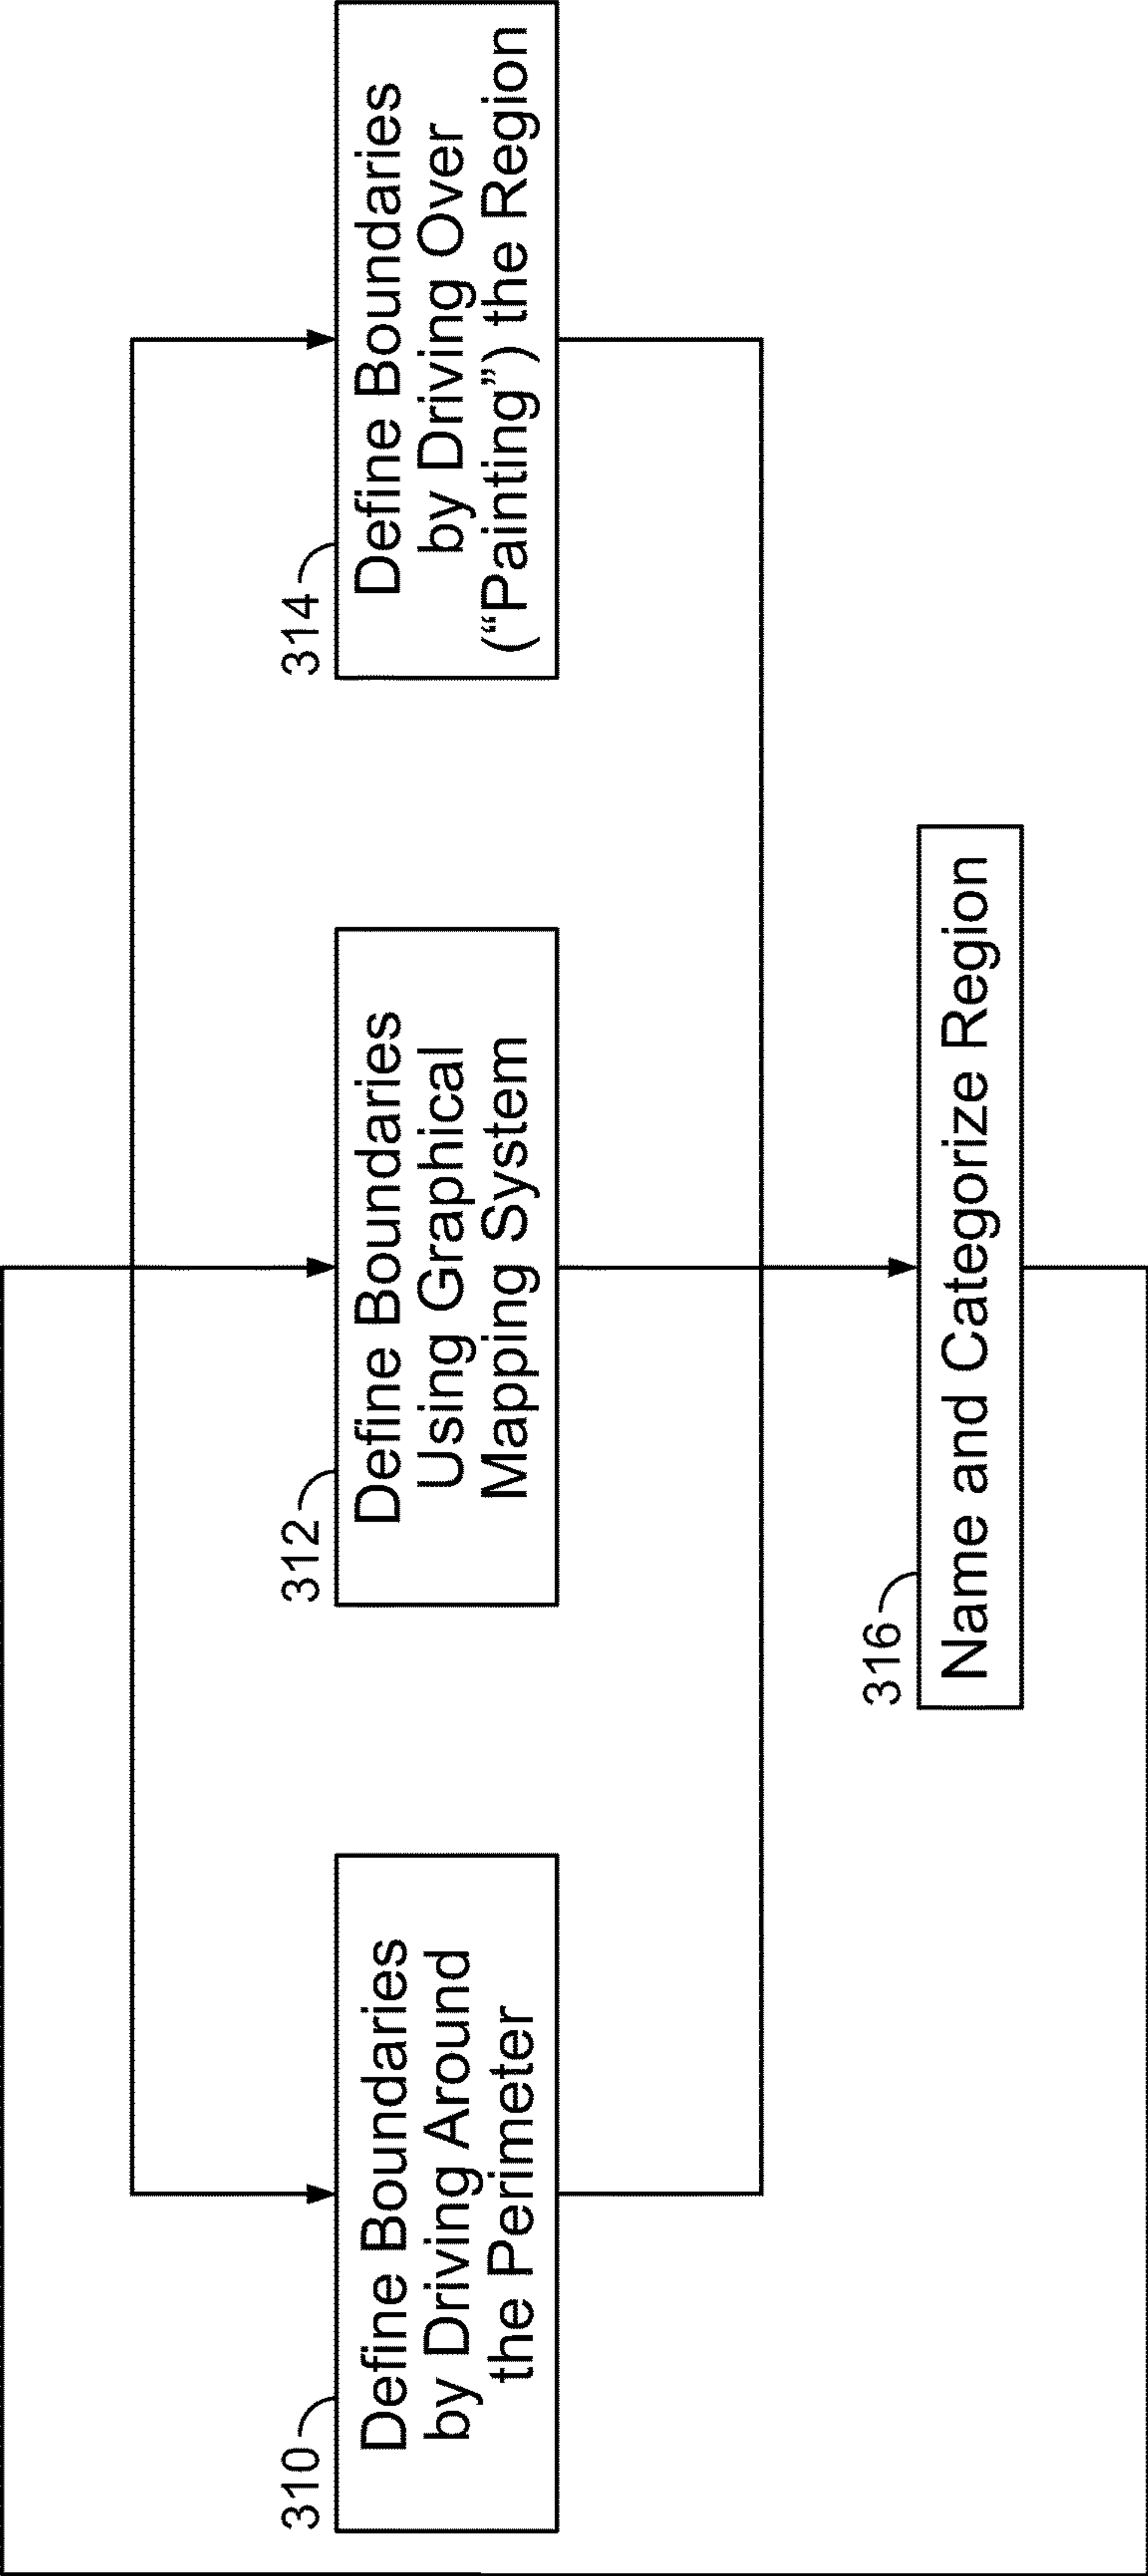 310
Define Boundaries
by Driving Around
the Perimeter
312
Define Boundaries
Using Graphical
Mapping System
314
Define Boundaries
by Driving Over
(“Painting”) the Region
316
Name and Categorize Region